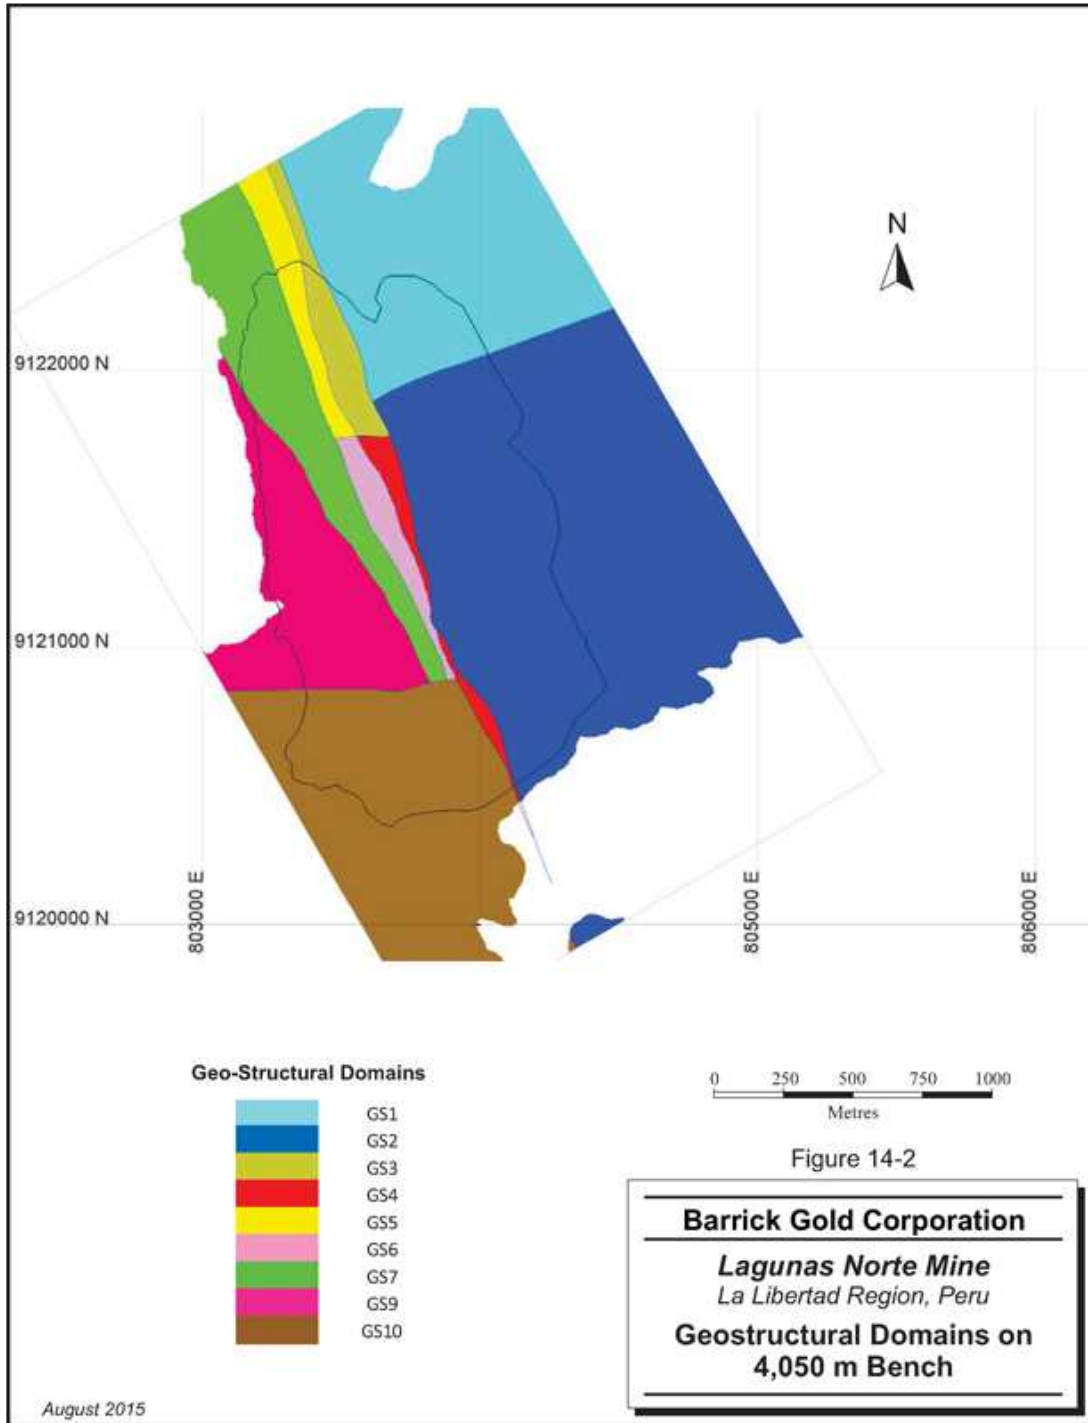 N
9122000 N
9121000 N
9120000 N
803000 E
805000 E
806000 E
Geo-Structural Domains
GS1
GS2
GS3
GS4
GS5
GS6
GS7
GS9
GS10
0 250 500 750 1000
Metres
Figure 14-2
Barrick Gold Corporation
Lagunas Norte Mine
La Libertad Region, Peru
Geostructural Domains on
4,050 m Bench
August 2015